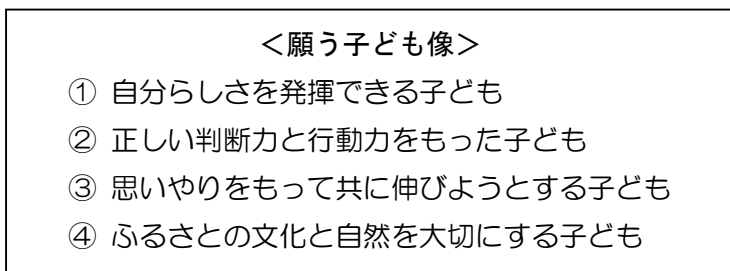 ＜願う子ども像＞
① 自分らしさを発揮できる子ども
② 正しい判断力と行動力をもった子ども
③ 思いやりをもって共に伸びようとする子ども
④ ふるさとの文化と自然を大切にする子ども